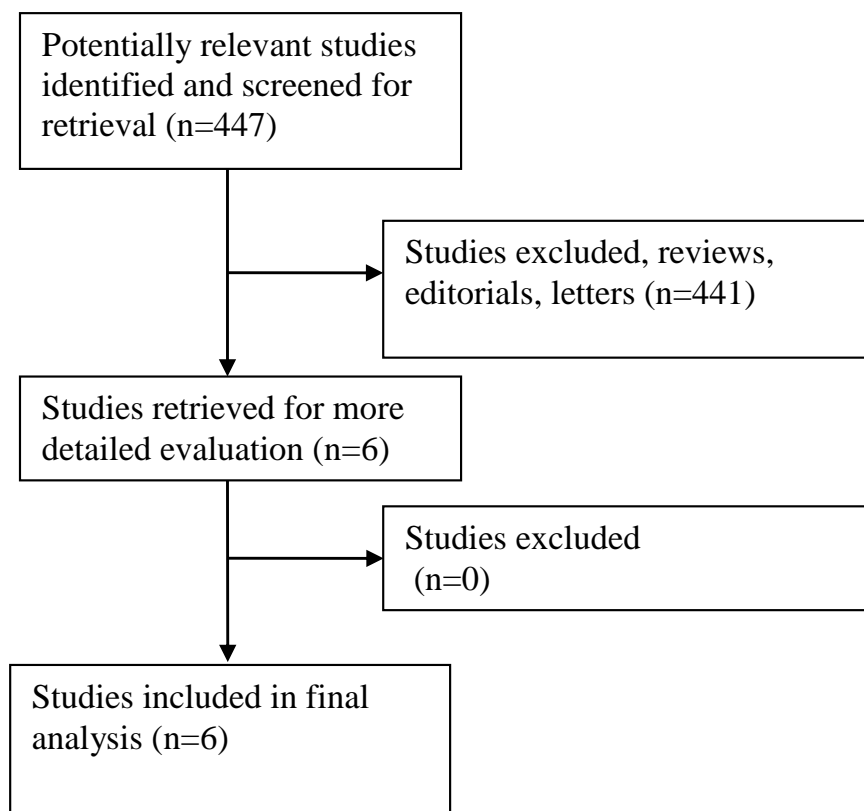 Potentially relevant studies
identified and screened for
retrieval (n=447)
Studies excluded, reviews,
editorials, letters (n=441)
Studies retrieved for more
detailed evaluation (n=6)
Studies excluded
(n=0)
Studies included in final
analysis (n=6)